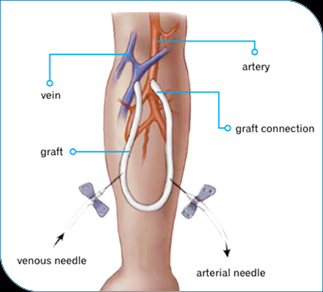 artery
vein
graft connection
graft
venous needle
arterial needle